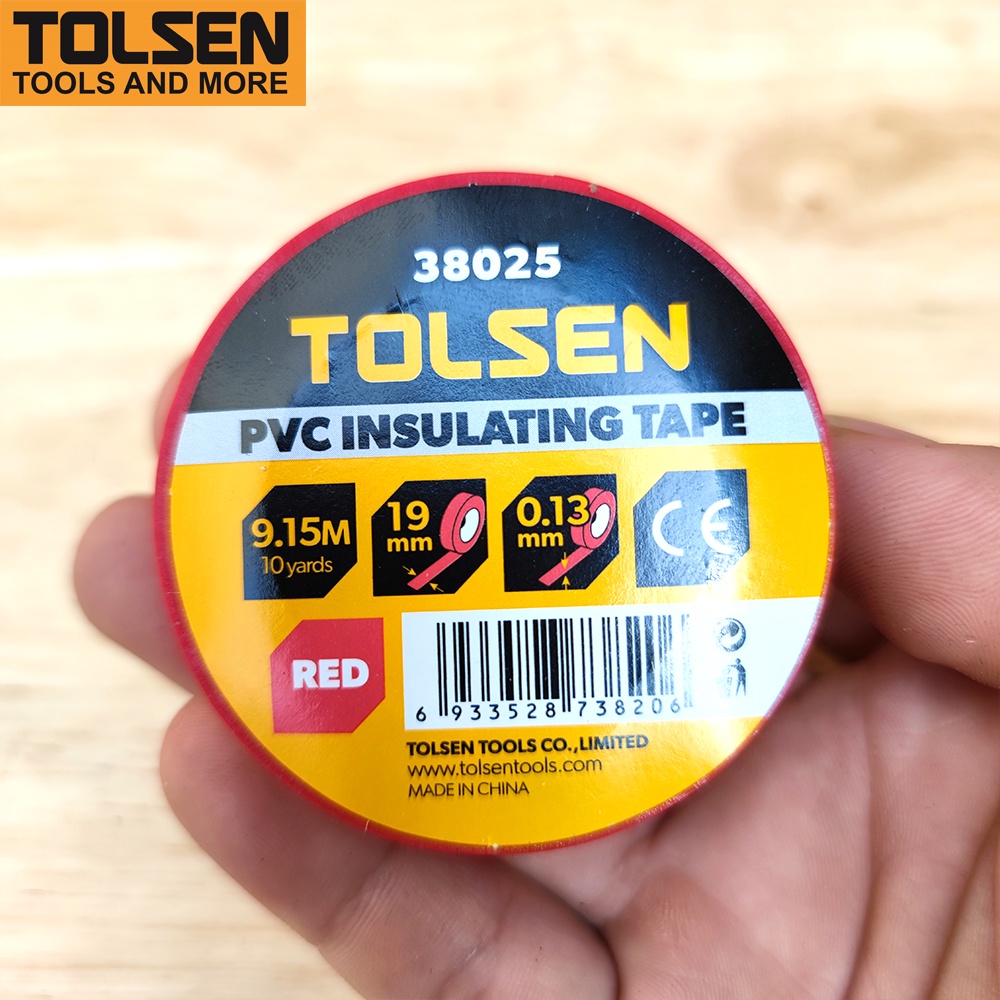 TOLSEN
TOOLS AND MORE
38025
TOLSEN
PVC INSULATING TAPE
9.15M
10 yards
19
mm
0.13
mm
CE
RED
6 933528 738206
TOLSEN TOOLS CO.,LIMITED
www.tolsentools.com
MADE IN CHINA